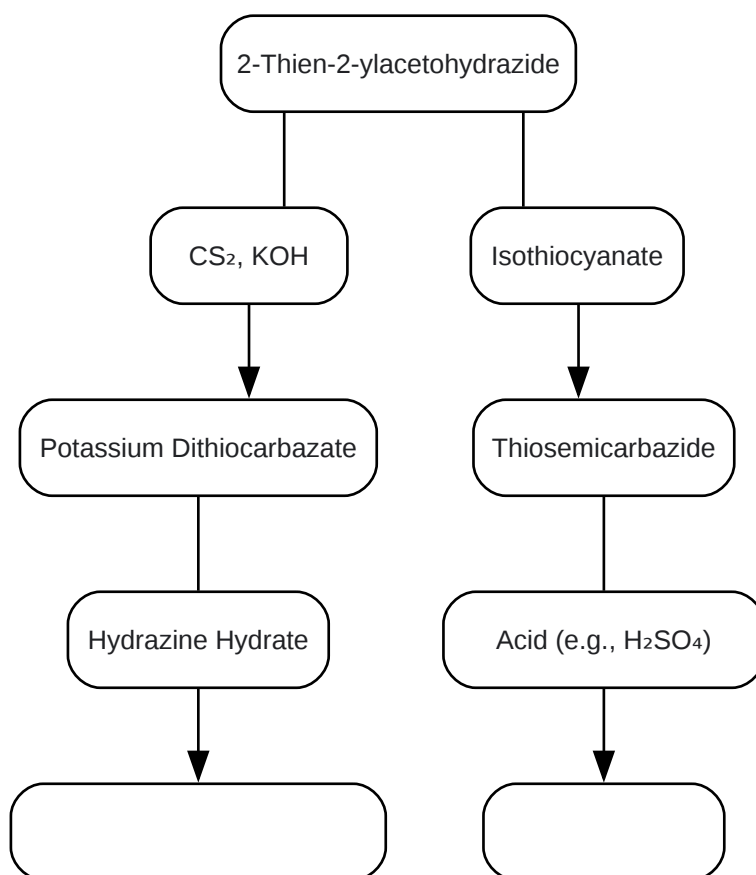 2-Thien-2-ylacetohydrazide
CS₂, KOH
Isothiocyanate
Potassium Dithiocarbazate
Thiosemicarbazide
Hydrazine Hydrate
Acid (e.g., H₂SO₄)